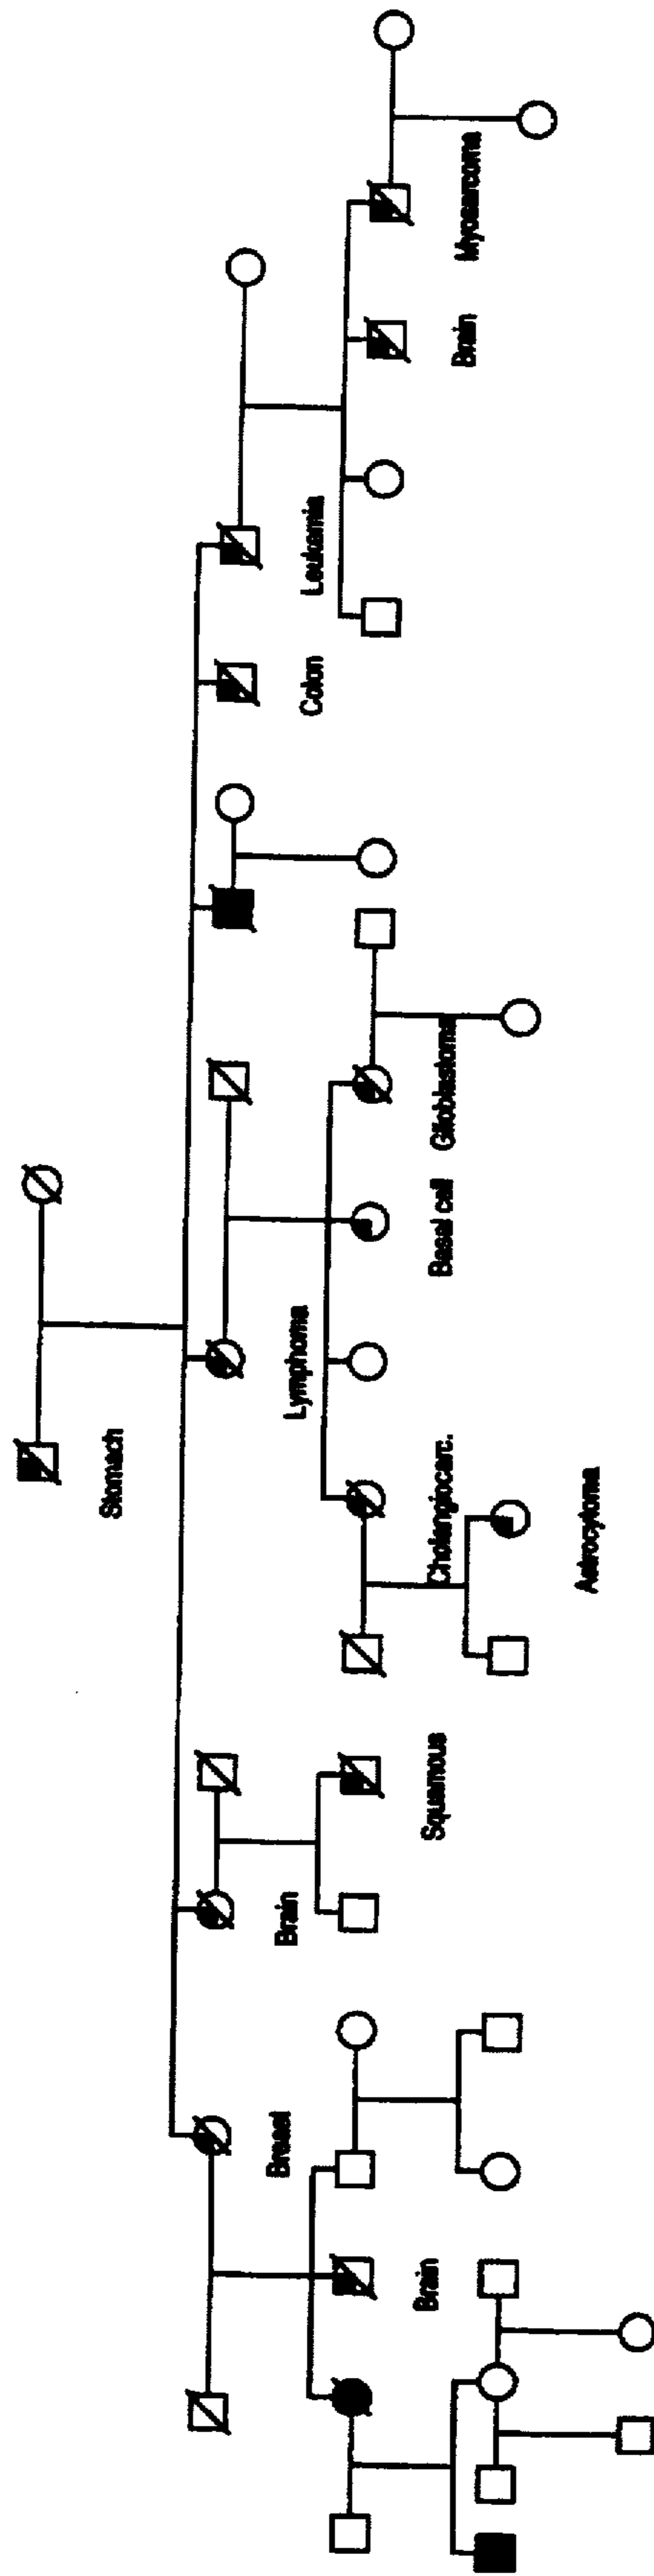 Stomach
Breast
Brain
Lymphoma
Colon
Leukemia
Brain
Squamous
Cholangiocarc.
Basal cell
Glioblastoma
Brain
Myosarcoma
Astrocytoma